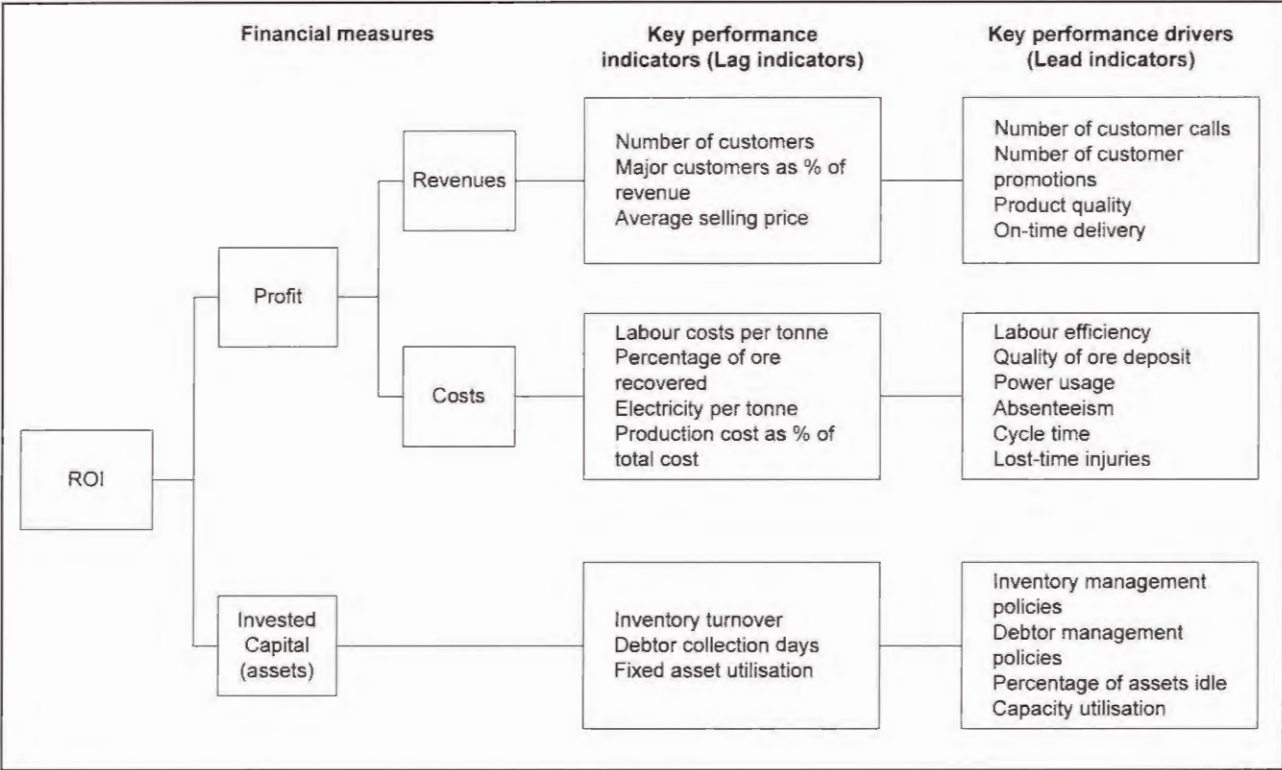 Financial measures
Key performance
indicators (Lag indicators)
Key performance drivers
(Lead indicators)
Revenues
Number of customers
Major customers as % of
revenue
Average selling price
Number of customer calls
Number of customer
promotions
Product quality
On-time delivery
Profit
Costs
Labour costs per tonne
Percentage of ore
recovered
Electricity per tonne
Production cost as % of
total cost
Labour efficiency
Quality of ore deposit
Power usage
Absenteeism
Cycle time
Lost-time injuries
ROI
Invested
Capital
(assets)
Inventory turnover
Debtor collection days
Fixed asset utilisation
Inventory management
policies
Debtor management
policies
Percentage of assets idle
Capacity utilisation